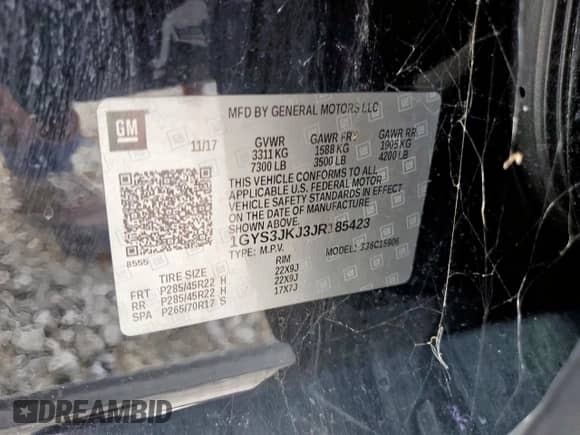 MFD BY GENERAL MOTORS LLC
GM
11/17
GVWR GAWR FRT GAWR RR
3311 KG 1588 KG 1905 KG
7300 LB 3500 LB 4200 LB
THIS VEHICLE CONFORMS TO ALL
APPLICABLE U.S. FEDERAL MOTOR
VEHICLE SAFETY STANDARDS IN EFFECT
ON THE DATE OF MANUFACTURE
1GYS3JKJ3JR185423
8555
TYPE: M.P.V. MODEL:
TIRE SIZE RIM
FRT P285/45R22 H 22X9J
RR P285/45R22 H 22X9J
SPA P265/70R17 S 17X7J
DREAMBID